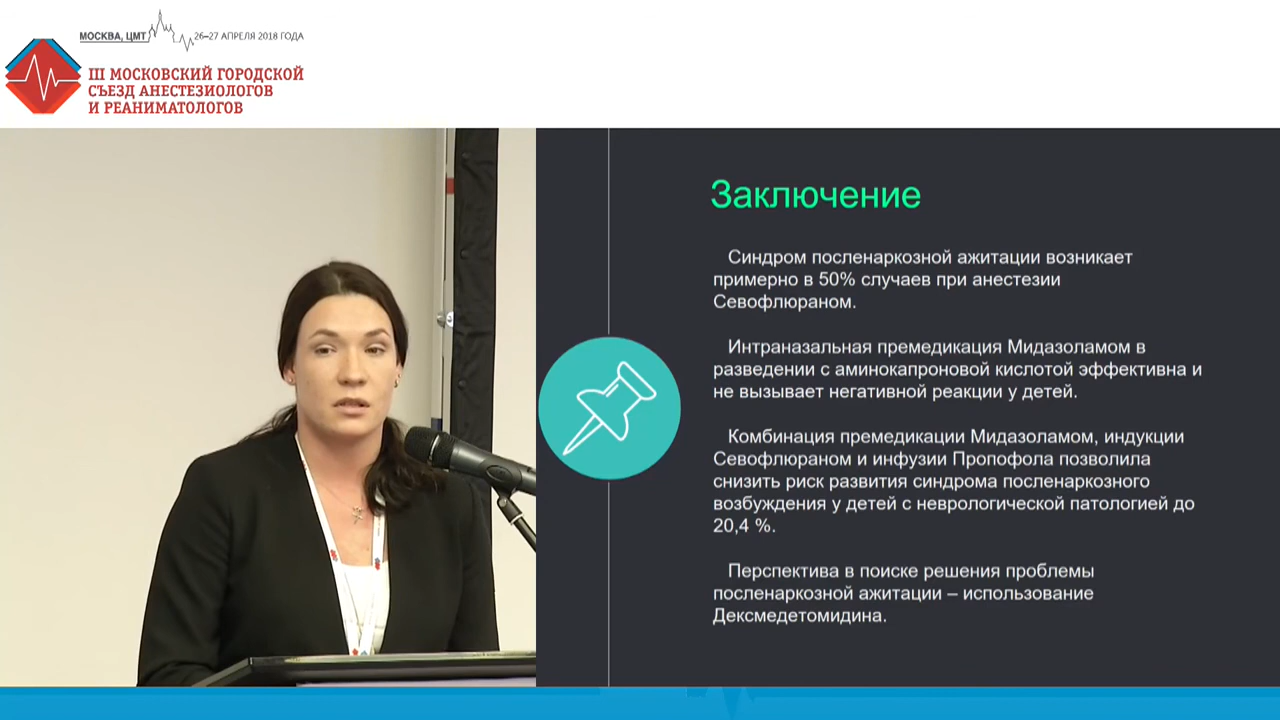 МОСКВА, ЦМТ 26–27 АПРЕЛЯ 2018 ГОДА
III МОСКОВСКИЙ ГОРОДСКОЙ
СЪЕЗД АНЕСТЕЗИОЛОГОВ
И РЕАНИМАТОЛОГОВ
Заключение
Синдром посленаркозной ажитации возникает
примерно в 50% случаев при анестезии
Севофлюраном.
Интраназальная премедикация Мидазоламом в
разведении с аминокапроновой кислотой эффективна и
не вызывает негативной реакции у детей.
Комбинация премедикации Мидазоламом, индукции
Севофлюраном и инфузии Пропофола позволила
снизить риск развития синдрома посленаркозного
возбуждения у детей с неврологической патологией до
20,4 %.
Перспектива в поиске решения проблемы
посленаркозной ажитации – использование
Дексмедетомидина.